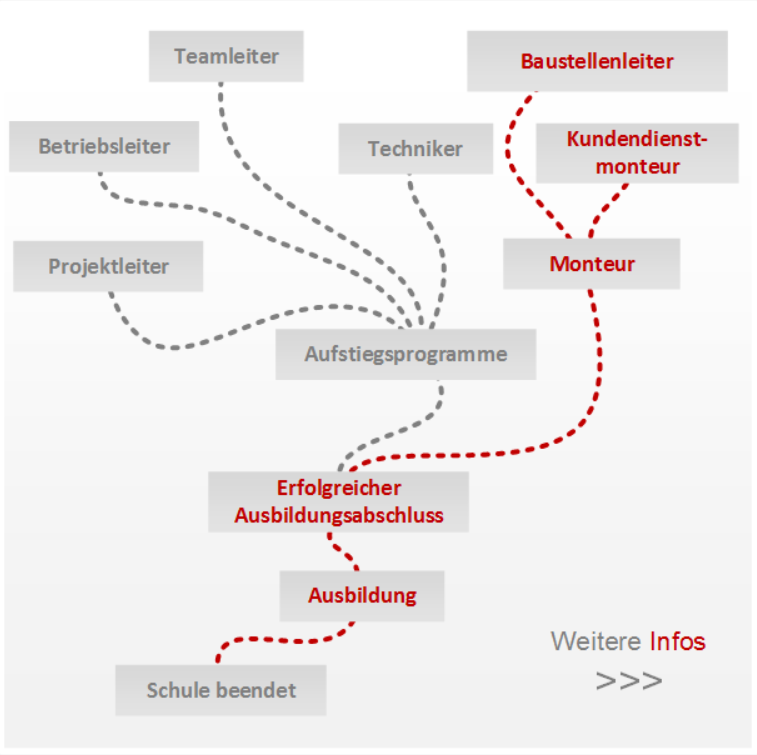 Teamleiter
Baustellenleiter
Betriebsleiter
Techniker
Kundendienst-
monteur
Projektleiter
Monteur
Aufstiegsprogramme
Erfolgreicher
Ausbildungsabschluss
Ausbildung
Weitere Infos
>>>
Schule beendet